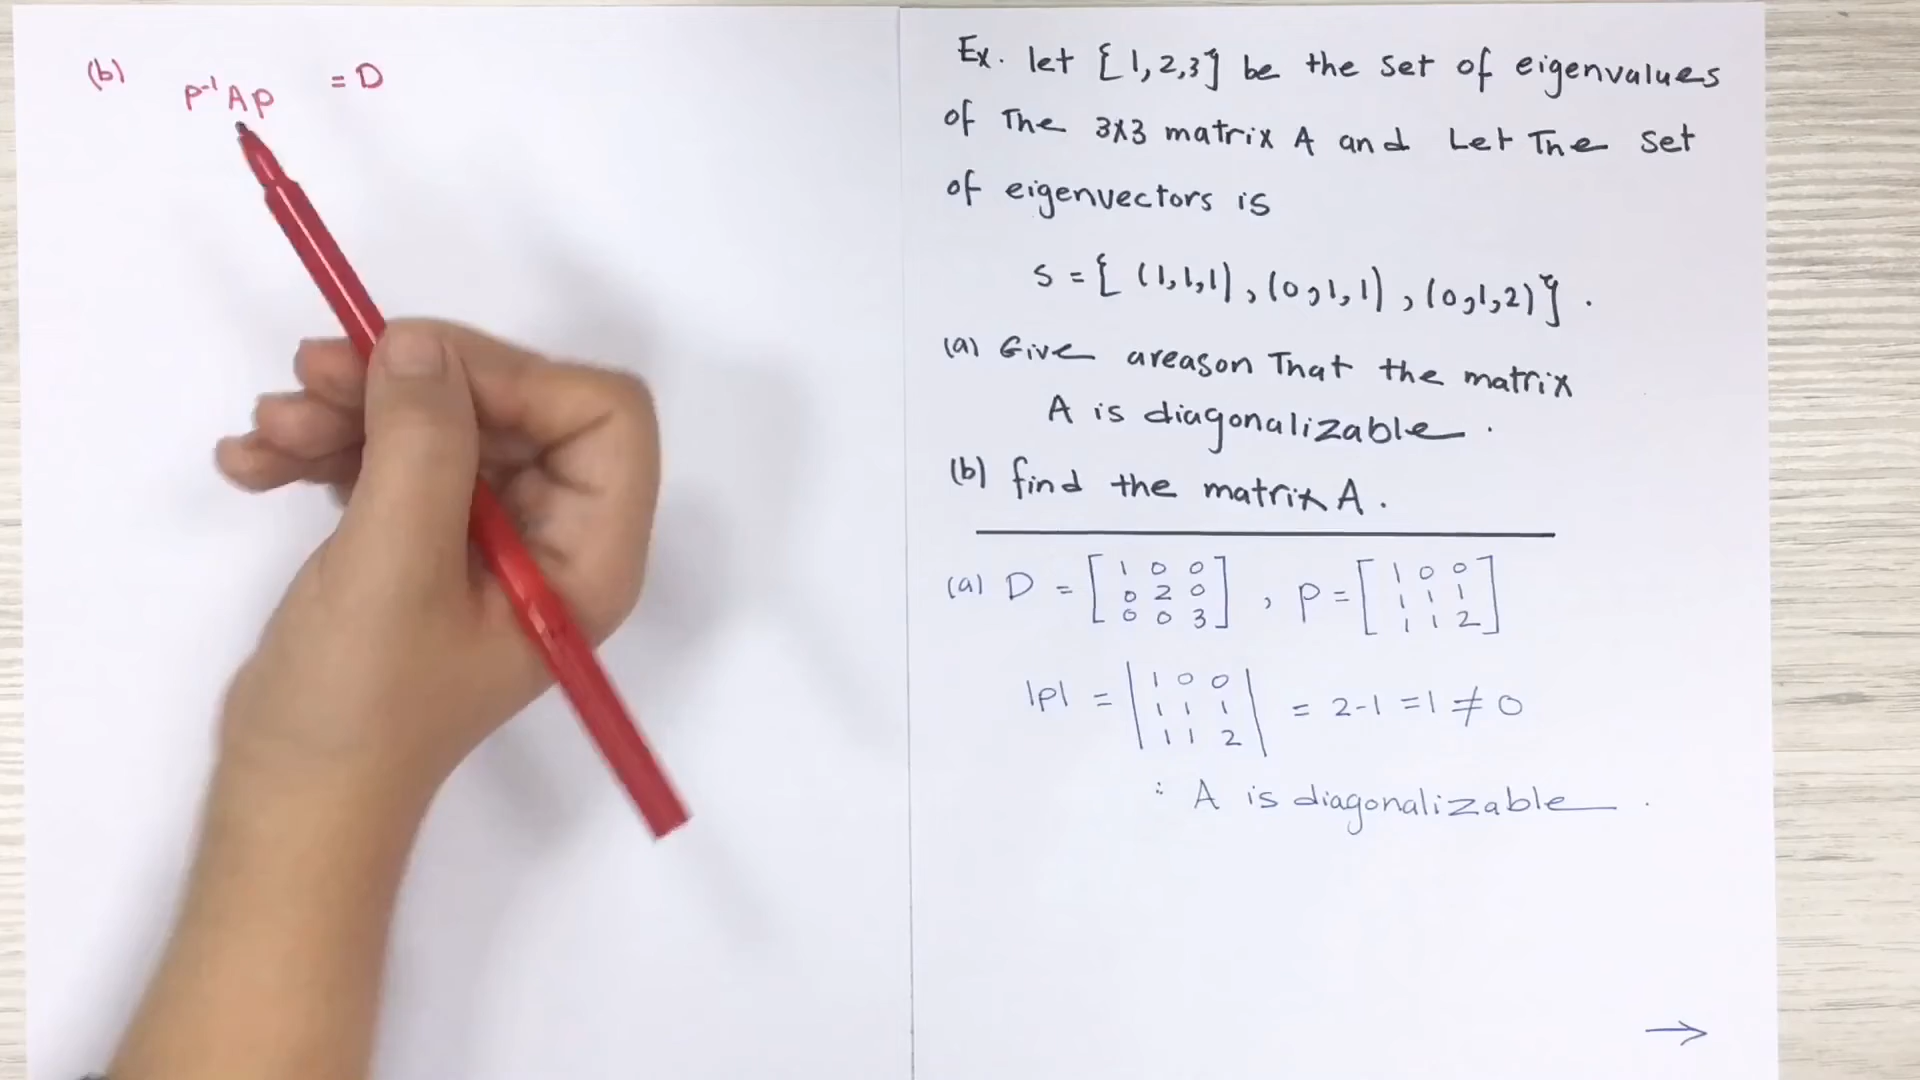 (b) P⁻¹AP = D
Ex. let {1,2,3} be the set of eigenvalues
of The 3x3 matrix A and Let The Set
of eigenvectors is
S = { (1,1,1) , (0,1,1) , (0,1,2) } .
(a) Give areason That the matrix
A is diagonalizable .
(b) find the matrix A .
(a) D = [ 1 0 0
0 2 0
0 0 3 ] , P = [ 1 0 0
1 1 1
1 1 2 ]
|P| = | 1 0 0
1 1 1
1 1 2 | = 2-1 = 1 ≠ 0
∴ A is diagonalizable .
→